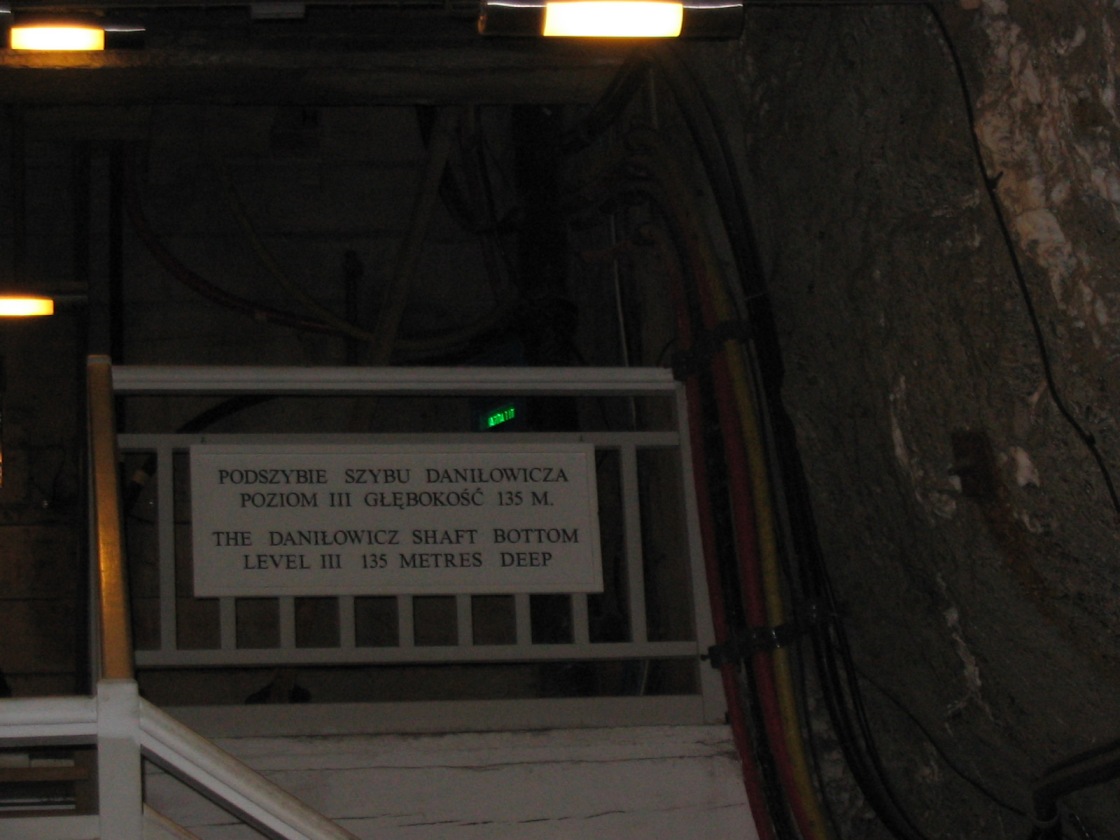 PODSZYBIE SZYBU DANIŁOWICZA
POZIOM III GŁĘBOKOŚĆ 135 M.
THE DANIŁOWICZ SHAFT BOTTOM
LEVEL III 135 METRES DEEP